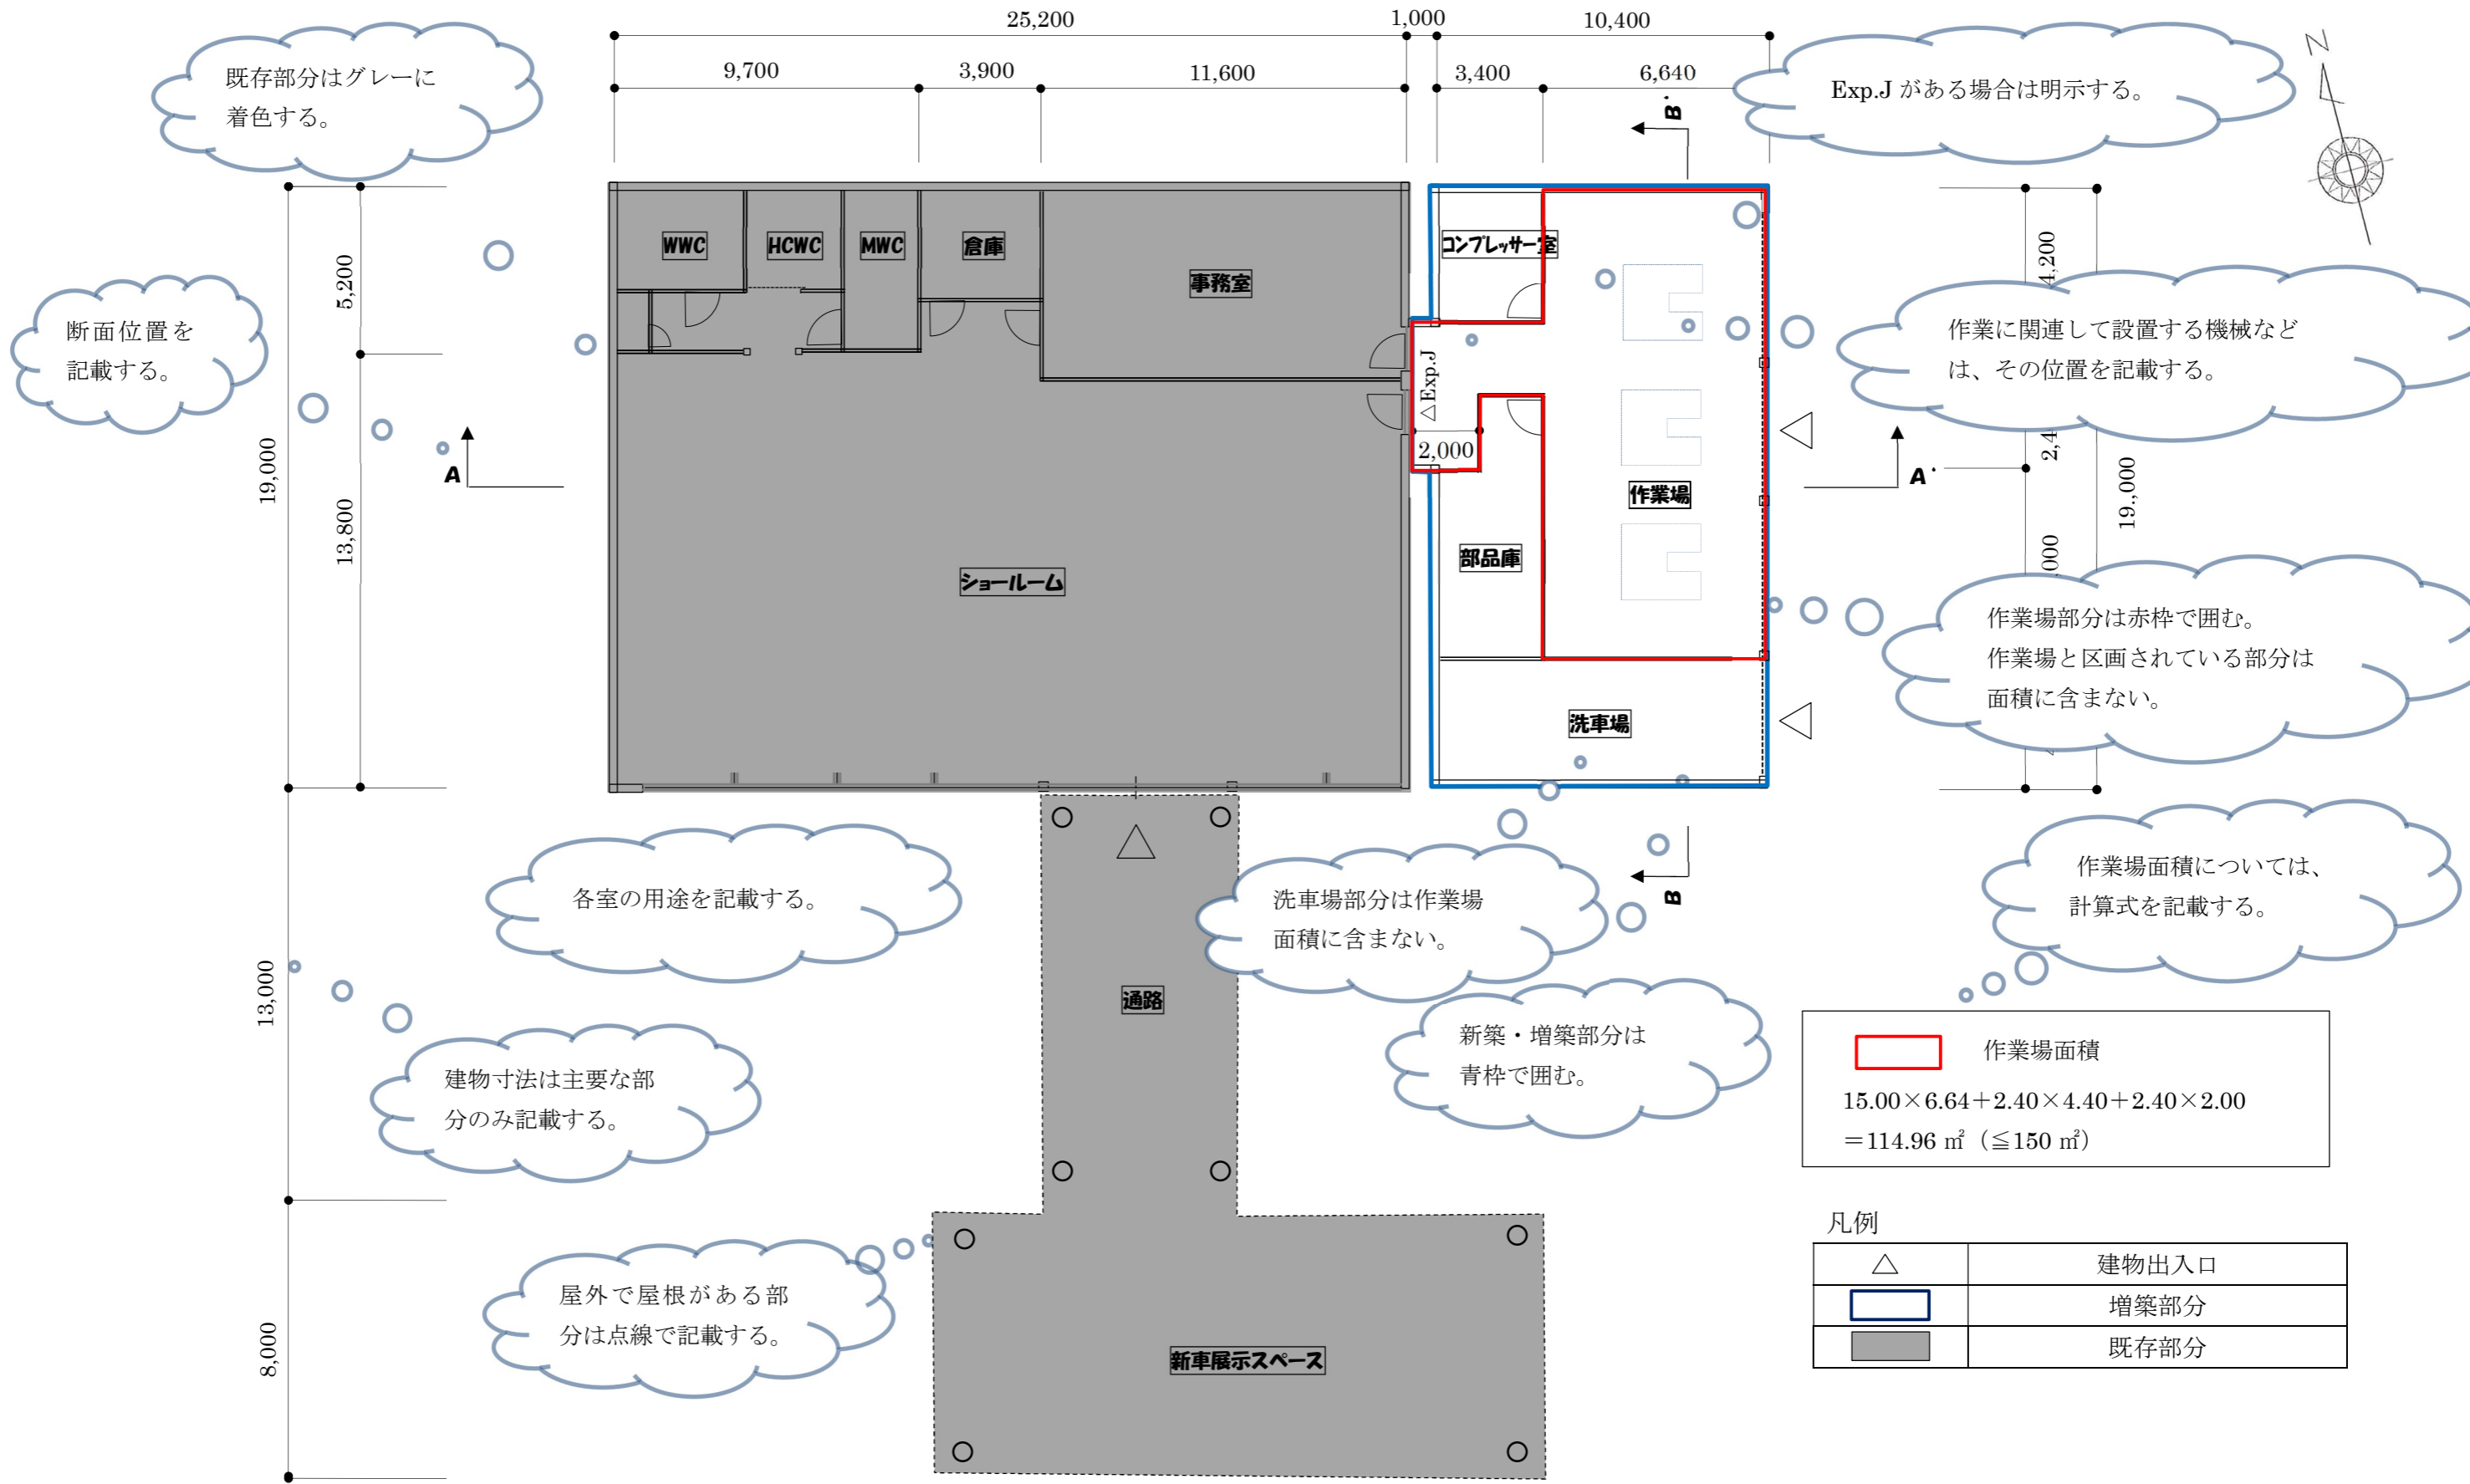 25,200
1,000
10,400
9,700
3,900
11,600
3,400
6,640
既存部分はグレーに
着色する。
Exp.J がある場合は明示する。
N
B'
WWC
HCWC
MWC
倉庫
事務室
コンプレッサー室
5,200
4,200
断面位置を
記載する。
作業に関連して設置する機械など
は、その位置を記載する。
△Exp.J
2,000
A
A'
19,000
13,800
19.,000
作業場
部品庫
ショールーム
作業場部分は赤枠で囲む。
作業場と区画されている部分は
面積に含まない。
洗車場
各室の用途を記載する。
洗車場部分は作業場
面積に含まない。
B
作業場面積については、
計算式を記載する。
13,000
通路
新築・増築部分は
青枠で囲む。
建物寸法は主要な部
分のみ記載する。
作業場面積
15.00×6.64+2.40×4.40+2.40×2.00
=114.96 ㎡（≦150 ㎡）
屋外で屋根がある部
分は点線で記載する。
8,000
新車展示スペース
凡例
△ 建物出入口
増築部分
既存部分